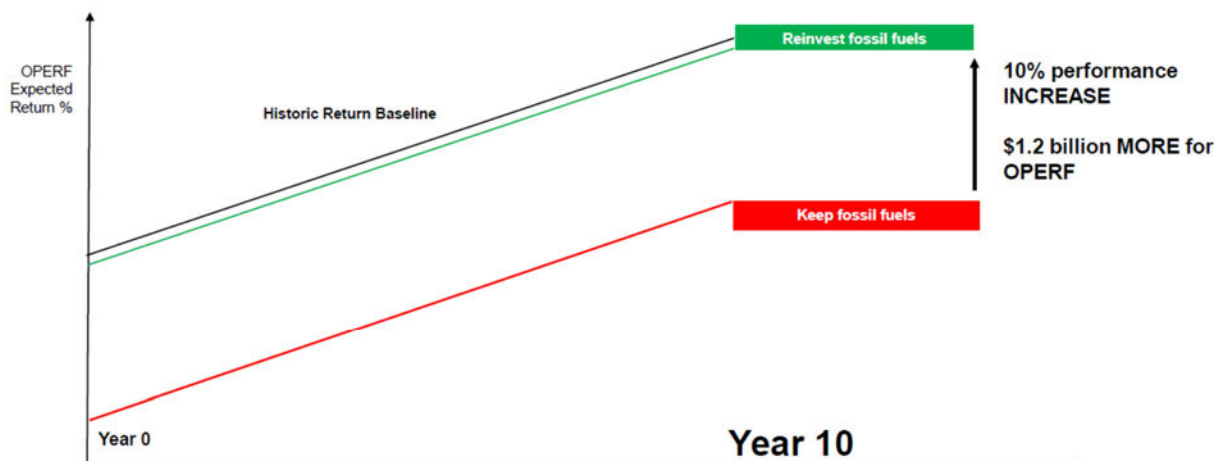 OPERF
Expected
Return %
Historic Return Baseline
Reinvest fossil fuels
10% performance
INCREASE
$1.2 billion MORE for
OPERF
Keep fossil fuels
Year 0
Year 10